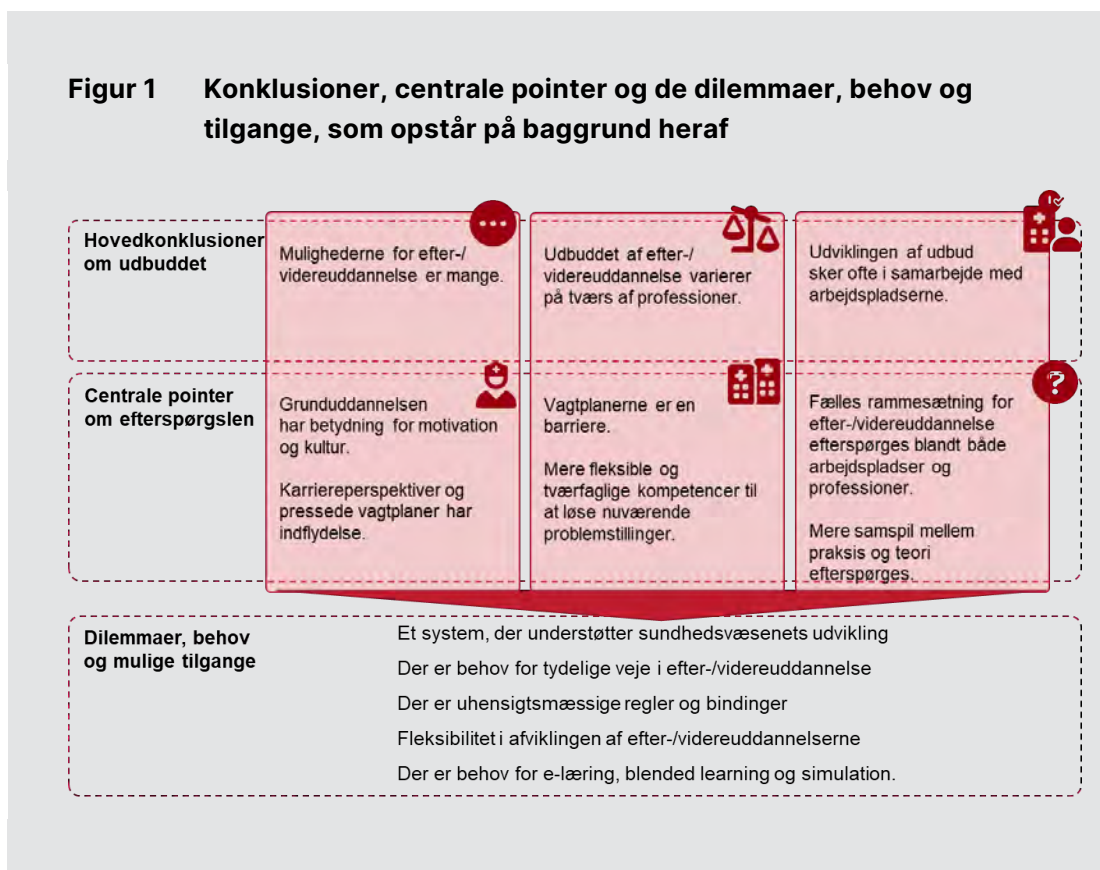 Figur 1 Konklusioner, centrale pointer og de dilemmaer, behov og
tilgange, som opstår på baggrund heraf
Hovedkonklusioner
om udbuddet
Mulighederne for efter-/
videreuddannelse er mange.
Udbuddet af efter-/
videreuddannelse varierer
på tværs af professioner.
Udviklingen af udbud
sker ofte i samarbejde med
arbejdspladserne.
Centrale pointer
om efterspørgslen
Grunduddannelsen
har betydning for motivation
og kultur.
Karriereperspektiver og
pressede vagtplaner har
indflydelse.
Vagtplanerne er en
barriere.
Mere fleksible og
tværfaglige kompetencer til
at løse nuværende
problemstillinger.
Fælles rammesætning for
efter-/videreuddannelse
efterspørges blandt både
arbejdspladser og
professioner.
Mere samspil mellem
praksis og teori
efterspørges.
Dilemmaer, behov
og mulige tilgange
Et system, der understøtter sundhedsvæsenets udvikling
Der er behov for tydelige veje i efter-/videreuddannelse
Der er uhensigtsmæssige regler og bindinger
Fleksibilitet i afviklingen af efter-/videreuddannelserne
Der er behov for e-læring, blended learning og simulation.